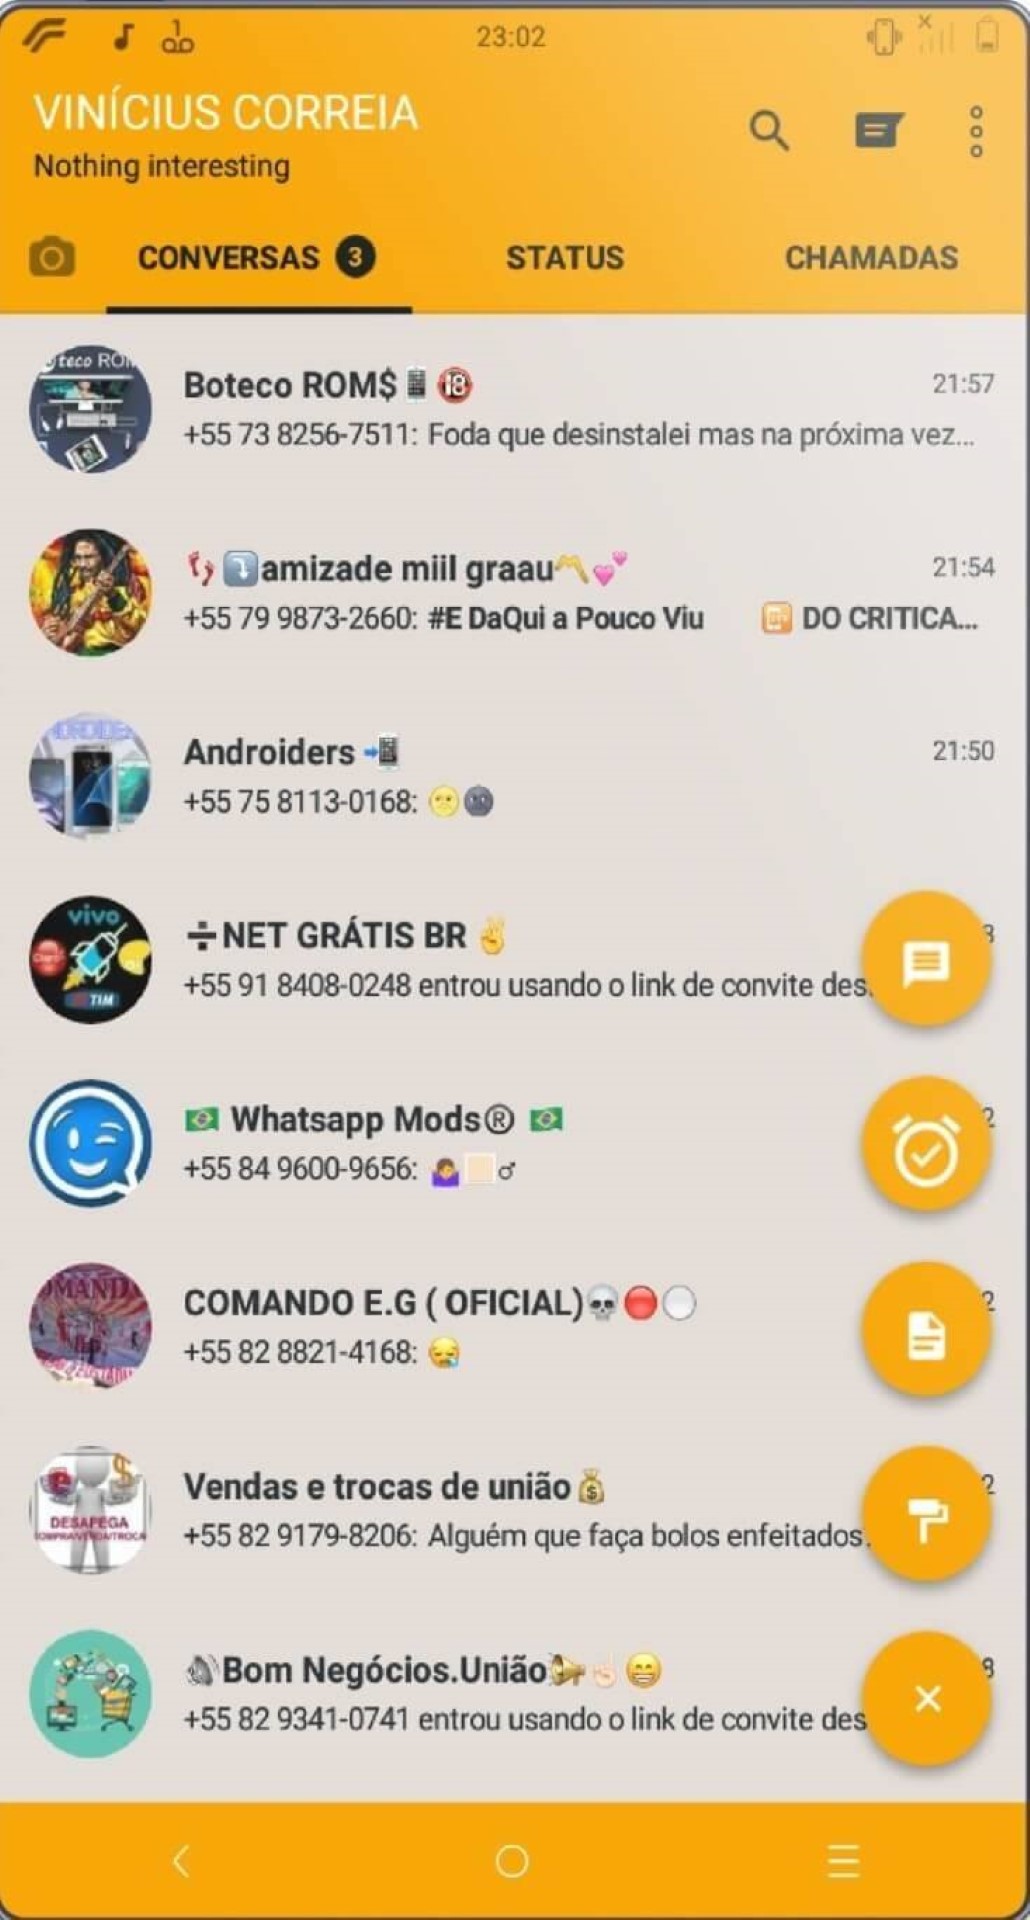 23:02
VINÍCIUS CORREIA
Nothing interesting
CONVERSAS 3
STATUS
CHAMADAS
Boteco ROM$📱🔞 21:57
+55 73 8256-7511: Foda que desinstalei mas na próxima vez...
👣⤵️amizade miil graau〽️💕 21:54
+55 79 9873-2660: #E DaQui a Pouco Viu DO CRITICA...
Androiders 📲 21:50
+55 75 8113-0168: 🌝🌚
vivo
TIM
➗NET GRÁTIS BR ✌
+55 91 8408-0248 entrou usando o link de convite des.
🇧🇷 Whatsapp Mods® 🇧🇷
+55 84 9600-9656: 🤷🏼♂
COMANDO E.G ( OFICIAL)💀🔴⚪
+55 82 8821-4168: 😪
DESAPEGA
Vendas e trocas de união💰
+55 82 9179-8206: Alguém que faça bolos enfeitados.
🔊Bom Negócios.União📯☝🏻😁
+55 82 9341-0741 entrou usando o link de convite des